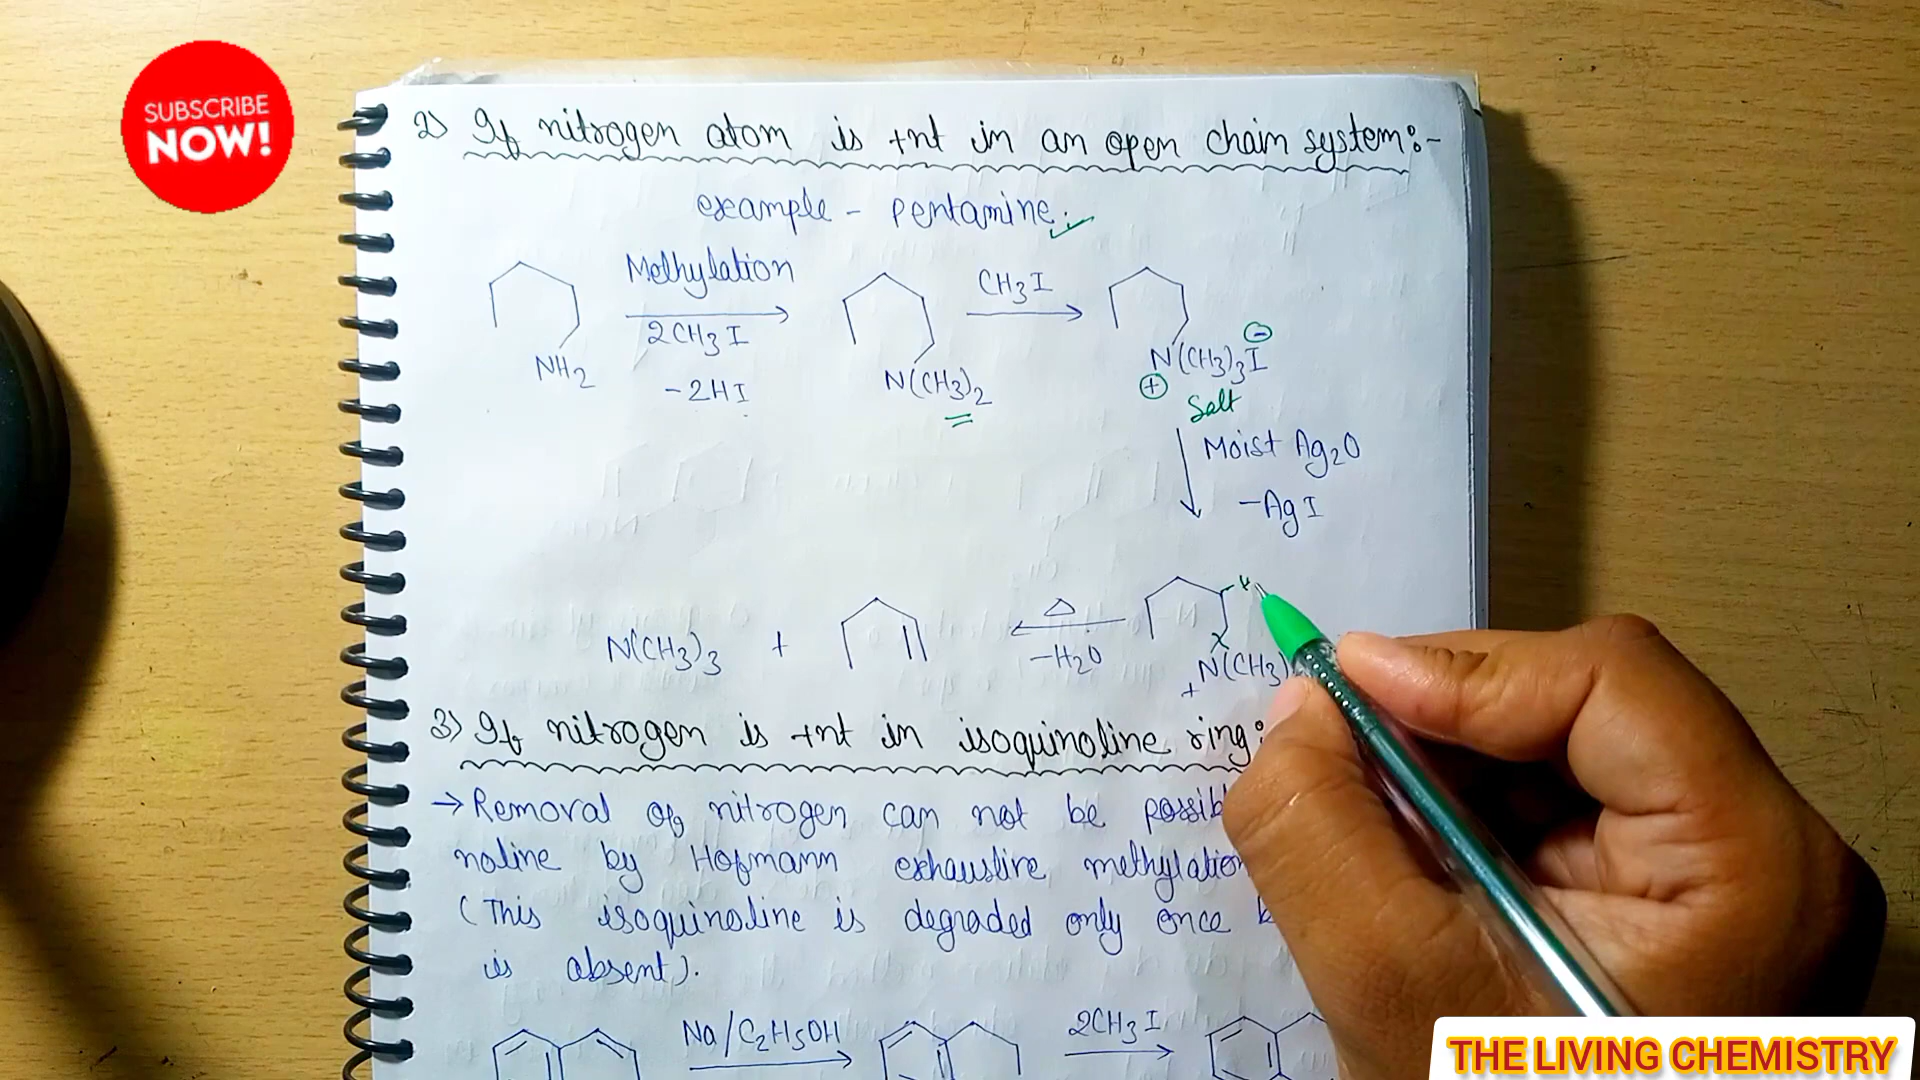 SUBSCRIBE
NOW!
2) If nitrogen atom is +nt in an open chain system:-
example - pentamine.
Methylation
2CH3I
-2HI
CH3I
NH2
N(CH3)2
N(CH3)3I
+
-
Salt
Moist Ag2O
-AgI
N(CH3)3 +
Δ
-H2O
H
N(CH3)
+
3) If nitrogen is +nt in isoquinoline ring:
→ Removal of nitrogen can not be
noline by Hofmann exhaustive methylation
(This isoquinoline is degraded only once
is absent).
Na/C2H5OH
2CH3I
THE LIVING CHEMISTRY